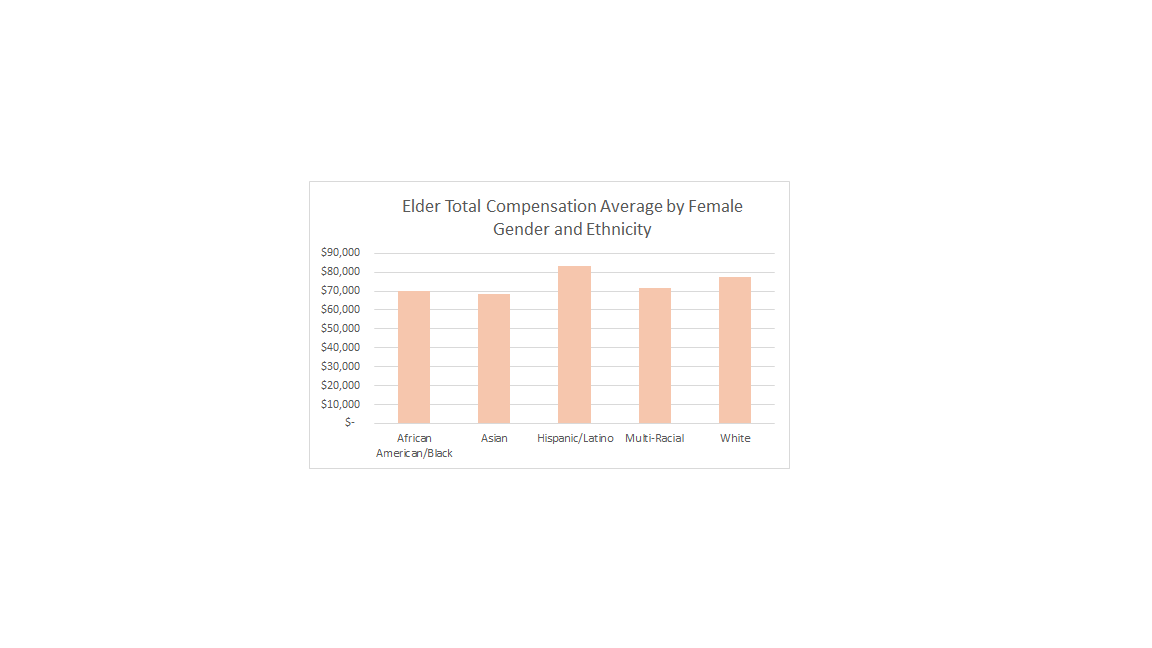 Elder Total Compensation Average by Female
Gender and Ethnicity
$90,000
$80,000
$70,000
$60,000
$50,000
$40,000
$30,000
$20,000
$10,000
$-
African
American/Black
Asian
Hispanic/Latino
Multi-Racial
White